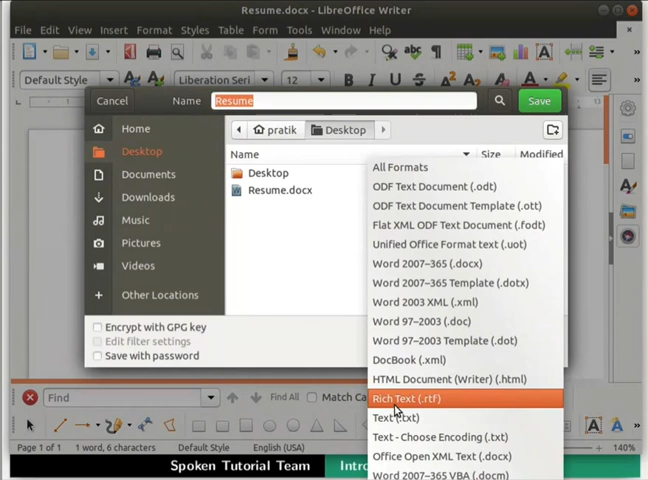 Resume.docx - LibreOffice Writer
File Edit View Insert Format Styles Table Form Tools Window Help
Default Style Liberation Seri 12 B I S
Cancel Name Resume Save
pratik Desktop
Home
Desktop
Documents
Downloads
Music
Pictures
Videos
+ Other Locations
Name Size Modified
Desktop
Resume.docx
All Formats
ODF Text Document (.odt)
ODF Text Document Template (.ott)
Flat XML ODF Text Document (.fodt)
Unified Office Format text (.uot)
Word 2007–365 (.docx)
Word 2007–365 Template (.dotx)
Word 2003 XML (.xml)
Word 97–2003 (.doc)
Word 97–2003 Template (.dot)
DocBook (.xml)
HTML Document (Writer) (.html)
Rich Text (.rtf)
Text (.txt)
Text - Choose Encoding (.txt)
Office Open XML Text (.docx)
Word 2007–365 VBA (.docm)
Encrypt with GPG key
Edit filter settings
Save with password
Find Find All Match Ca
Page 1 of 1 1 word, 6 characters Default Style English (USA) 140%
Spoken Tutorial Team Intro